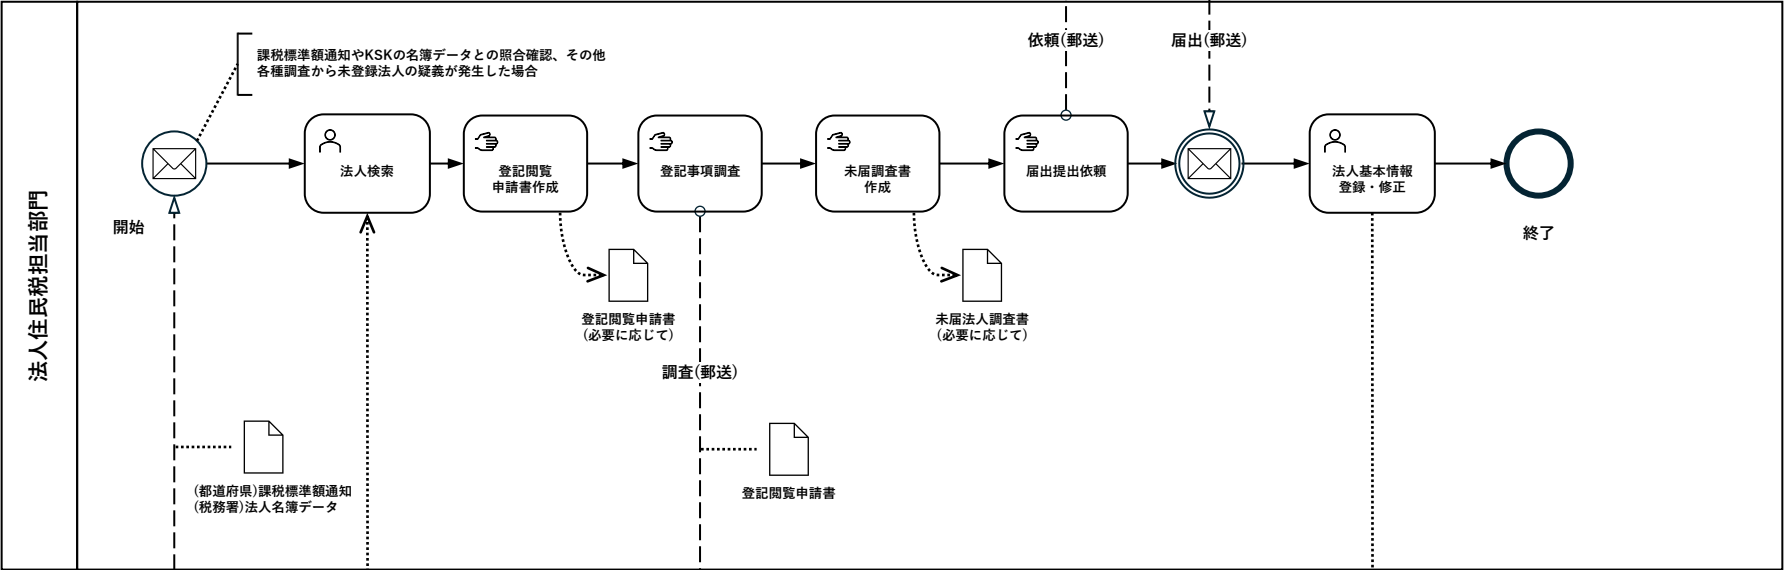 法人住民税担当部門
課税標準額通知やKSKの名簿データとの照合確認、その他
各種調査から未登録法人の疑義が発生した場合
依頼(郵送)
届出(郵送)
開始
法人検索
登記閲覧
申請書作成
登記事項調査
未届調査書
作成
届出提出依頼
法人基本情報
登録・修正
終了
登記閲覧申請書
(必要に応じて)
未届法人調査書
(必要に応じて)
調査(郵送)
(都道府県)課税標準額通知
(税務署)法人名簿データ
登記閲覧申請書